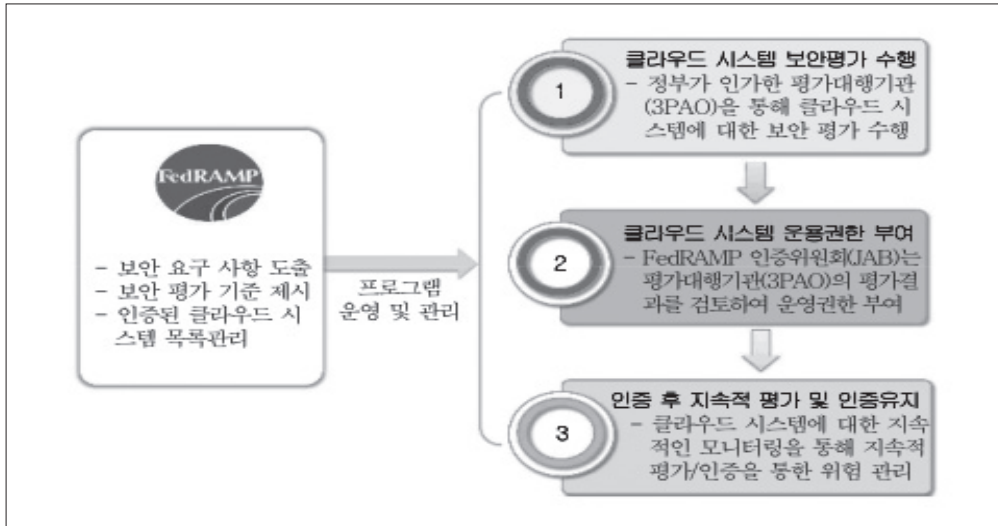 FedRAMP
- 보안 요구 사항 도출
- 보안 평가 기준 제시
- 인증된 클라우드 시
스템 목록관리
프로그램
운영 및 관리
1
클라우드 시스템 보안평가 수행
- 정부가 인가한 평가대행기관
(3PAO)을 통해 클라우드 시
스템에 대한 보안 평가 수행
2
클라우드 시스템 운용권한 부여
- FedRAMP 인증위원회(JAB)는
평가대행기관(3PAO)의 평가결
과를 검토하여 운영권한 부여
3
인증 후 지속적 평가 및 인증유지
- 클라우드 시스템에 대한 지속
적인 모니터링을 통해 지속적
평가/인증을 통한 위험 관리